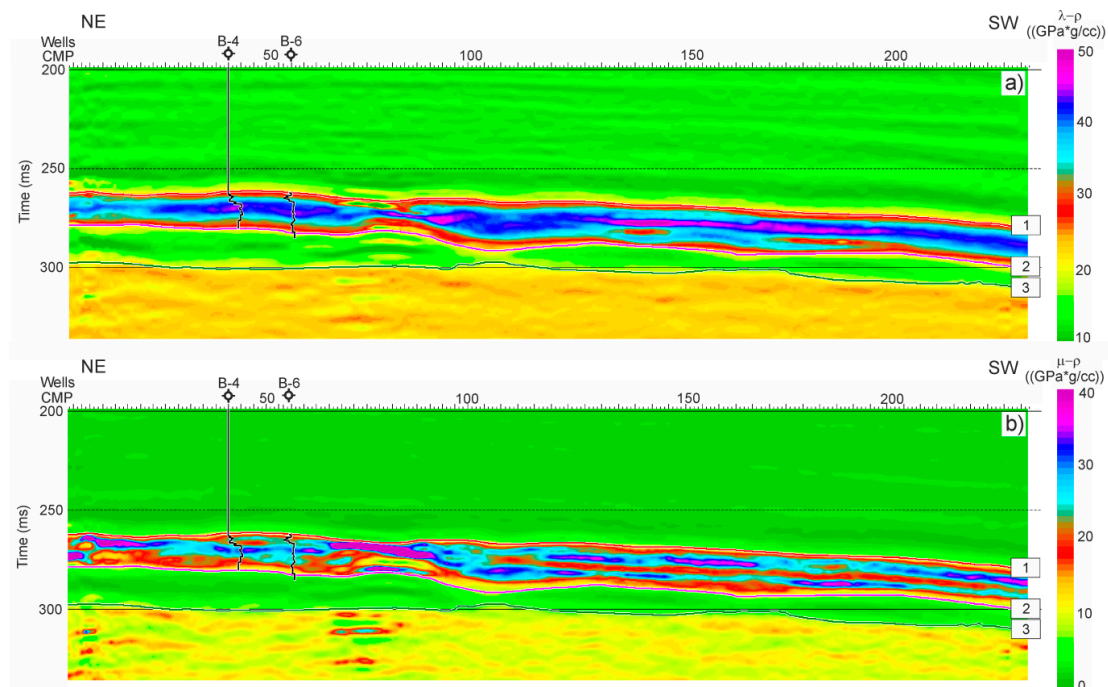 NE SW λ-ρ
((GPa*g/cc))
Wells B-4 B-6
CMP 50 100 150 200
200 a) 50
40
250
Time (ms)
30
1
300 2 20
3
10
NE SW μ-ρ
((GPa*g/cc))
Wells B-4 B-6
CMP 50 100 150 200
200 b) 40
30
250
Time (ms)
20
1
300 2 10
3
0